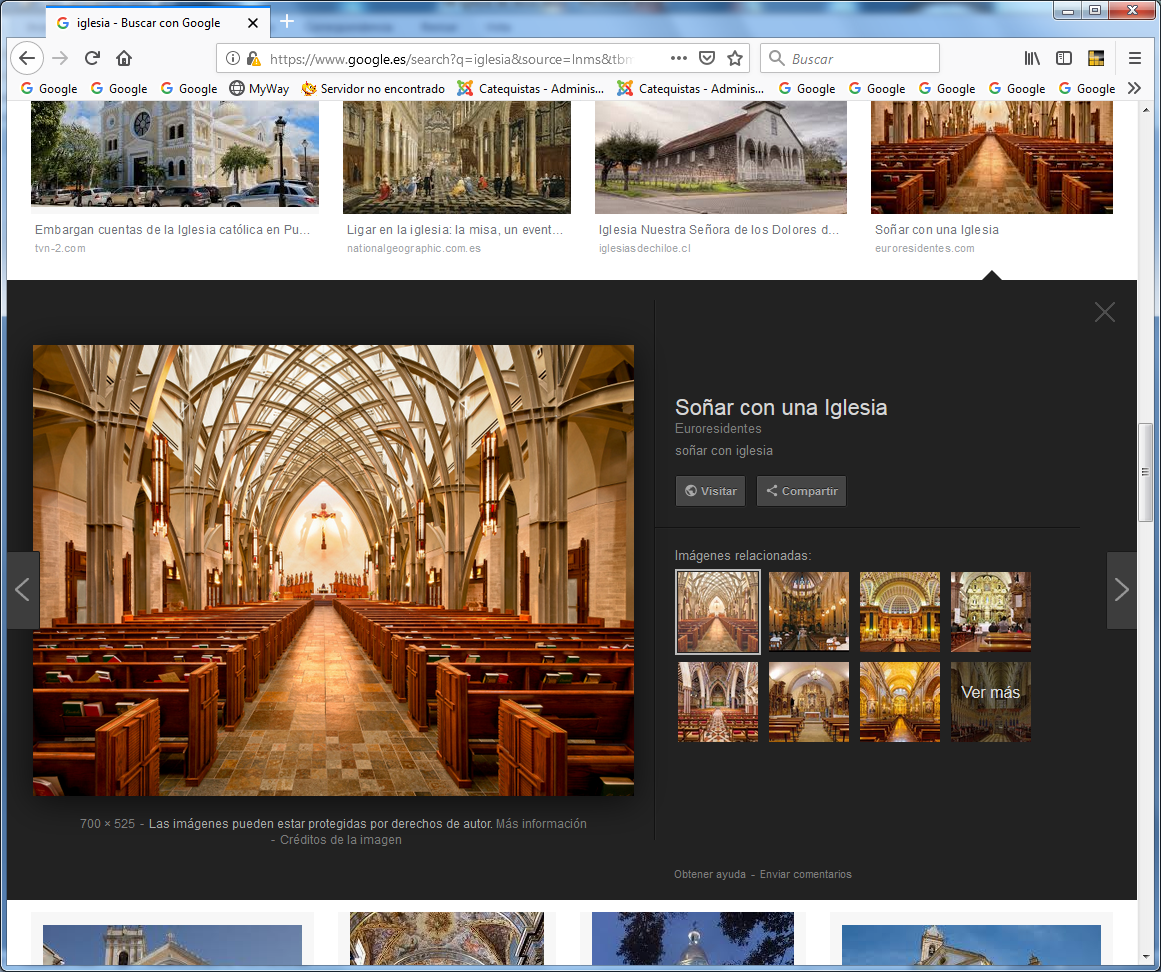 iglesia - Buscar con Google
https://www.google.es/search?q=iglesia&source=lnms&tbm
Buscar
Google Google Google MyWay Servidor no encontrado Catequistas - Adminis... Catequistas - Adminis... Google Google Google Google Google
Embargan cuentas de la Iglesia católica en Pu... Ligar en la iglesia: la misa, un event... Iglesia Nuestra Señora de los Dolores d... Soñar con una Iglesia
tvn-2.com nationalgeographic.com.es iglesiasdechiloe.cl euroresidentes.com
Soñar con una Iglesia
Euroresidentes
soñar con iglesia
Visitar Compartir
Imágenes relacionadas:
Ver más
700 × 525 - Las imágenes pueden estar protegidas por derechos de autor. Más información
- Créditos de la imagen
Obtener ayuda - Enviar comentarios